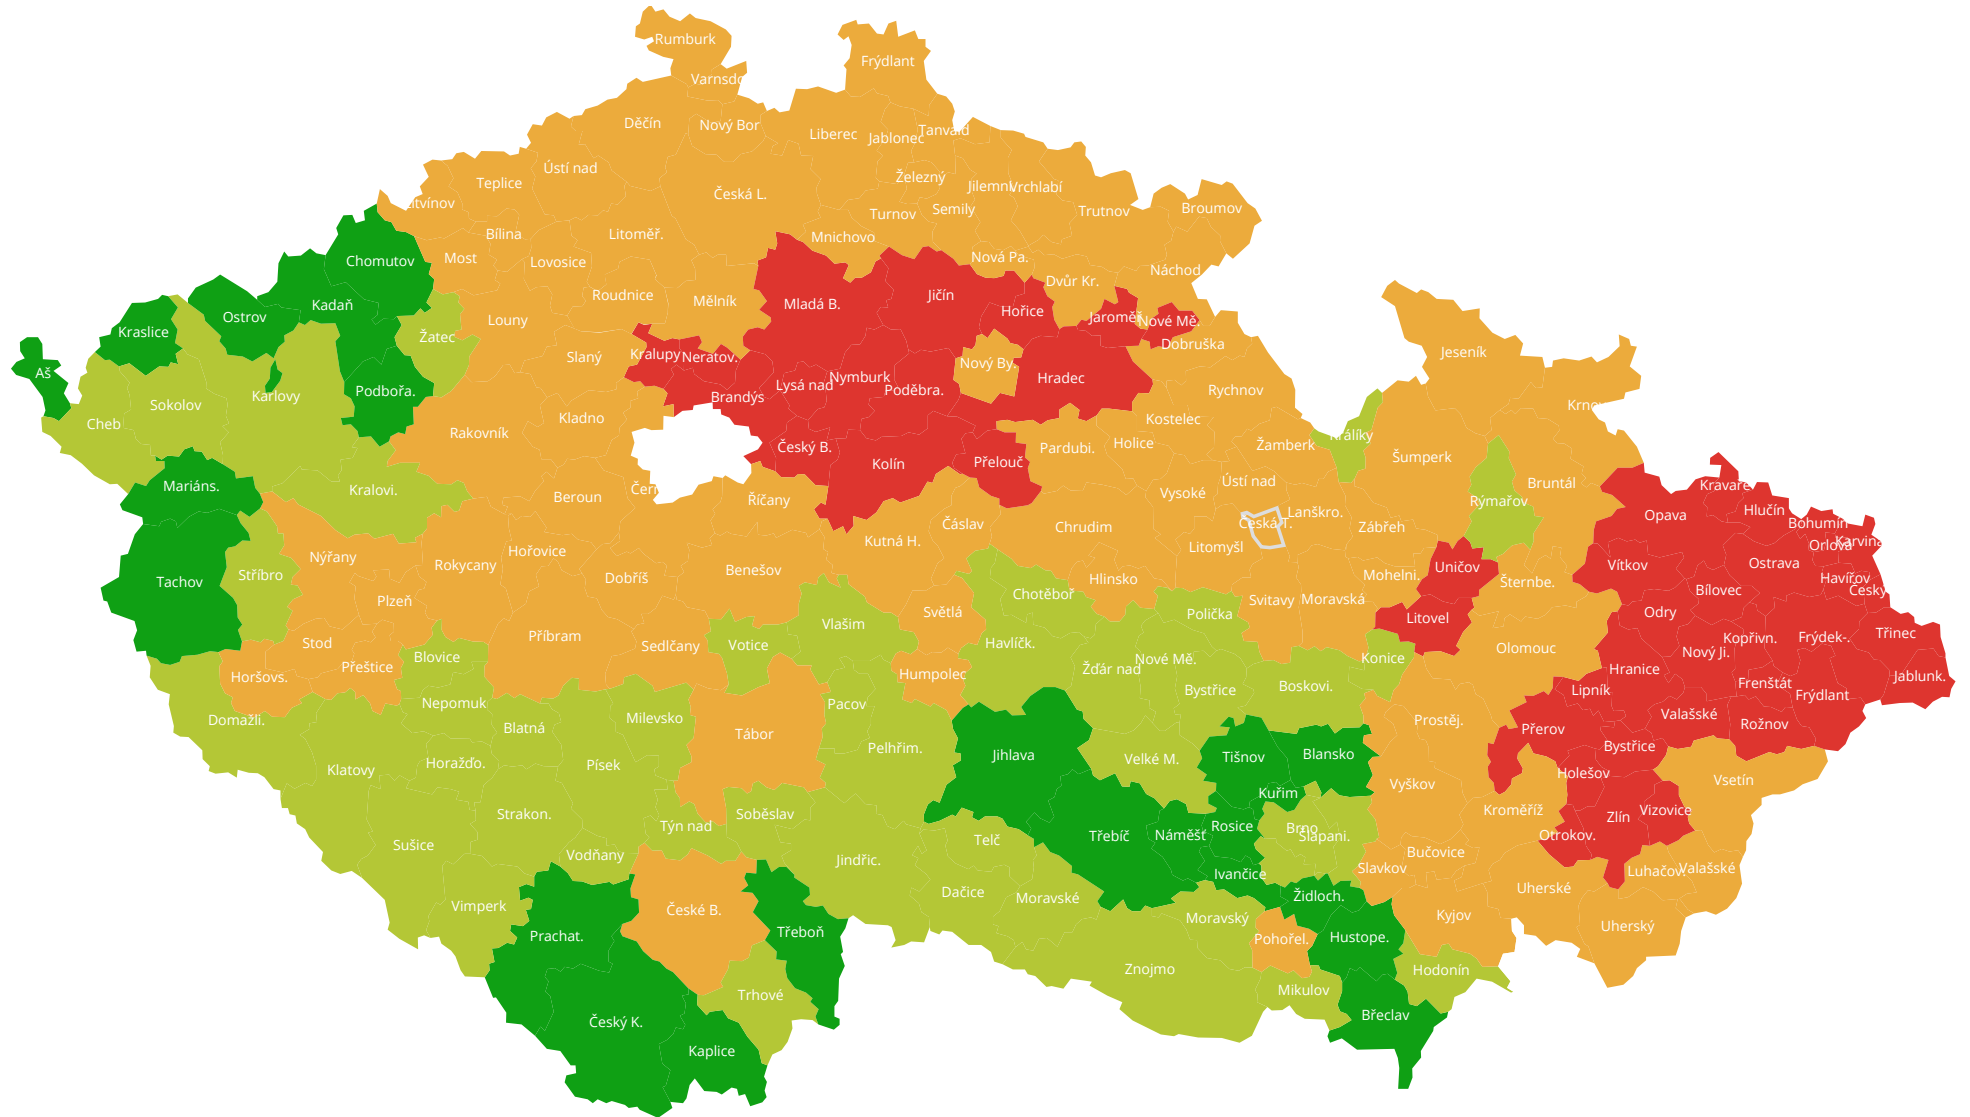 Rumburk
Frýdlant
Varnsdo
Děčín
Nový Bor
Liberec
Jablonec
Tanvald
Ústí nad
Teplice
Železný
Jilemni
Vrchlabí
Česká L.
Litvínov
Turnov
Semily
Trutnov
Broumov
Bílina
Litoměř.
Mnichovo
Most
Lovosice
Nová Pa.
Chomutov
Náchod
Dvůr Kr.
Roudnice
Mělník
Mladá B.
Jičín
Kadaň
Hořice
Ostrov
Louny
Jaroměř
Nové Mě.
Kraslice
Žatec
Dobruška
Slaný
Kralupy
Neratov.
Jeseník
Nový By.
Aš
Nymburk
Hradec
Lysá nad
Poděbra.
Podbořa.
Rychnov
Karlovy
Brandýs
Sokolov
Krnov
Kladno
Kostelec
Cheb
Rakovník
Králíky
Český B.
Pardubi.
Holice
Žamberk
Šumperk
Kolín
Přelouč
Mariáns.
Kralovi.
Beroun
Čern
Říčany
Vysoké
Ústí nad
Bruntál
Kravaře
Rýmařov
Hlučín
Lanškro.
Opava
Čáslav
Chrudim
Česká T.
Zábřeh
Bohumín
Kutná H.
Orlová
Karviná
Litomyšl
Hořovice
Nýřany
Rokycany
Vítkov
Ostrava
Uničov
Stříbro
Benešov
Dobříš
Hlinsko
Mohelni.
Šternbe.
Havířov
Tachov
Český
Bílovec
Chotěboř
Plzeň
Svitavy
Moravská
Světlá
Polička
Odry
Litovel
Vlašim
Třinec
Příbram
Kopřivn.
Frýdek-.
Stod
Votice
Sedlčany
Havlíčk.
Olomouc
Nový Ji.
Blovice
Nové Mě.
Konice
Přeštice
Žďár nad
Hranice
Horšovs.
Humpolec
Jablunk.
Frenštát
Boskovi.
Bystřice
Lipník
Frýdlant
Nepomuk
Pacov
Valašské
Milevsko
Domažli.
Prostěj.
Rožnov
Blatná
Přerov
Tábor
Pelhřim.
Bystřice
Jihlava
Blansko
Tišnov
Velké M.
Horažďo.
Písek
Klatovy
Holešov
Vsetín
Vyškov
Kuřim
Kroměříž
Vizovice
Strakon.
Soběslav
Zlín
Týn nad
Rosice
Brno
Šlapani.
Třebíč
Náměšť
Otrokov.
Telč
Sušice
Bučovice
Vodňany
Jindřic.
Slavkov
Valašské
Luhačov
Ivančice
Uherské
Dačice
Židloch.
Moravské
Vimperk
České B.
Kyjov
Moravský
Uherský
Třeboň
Prachat.
Hustope.
Pohořel.
Znojmo
Hodonín
Mikulov
Trhové
Břeclav
Český K.
Kaplice